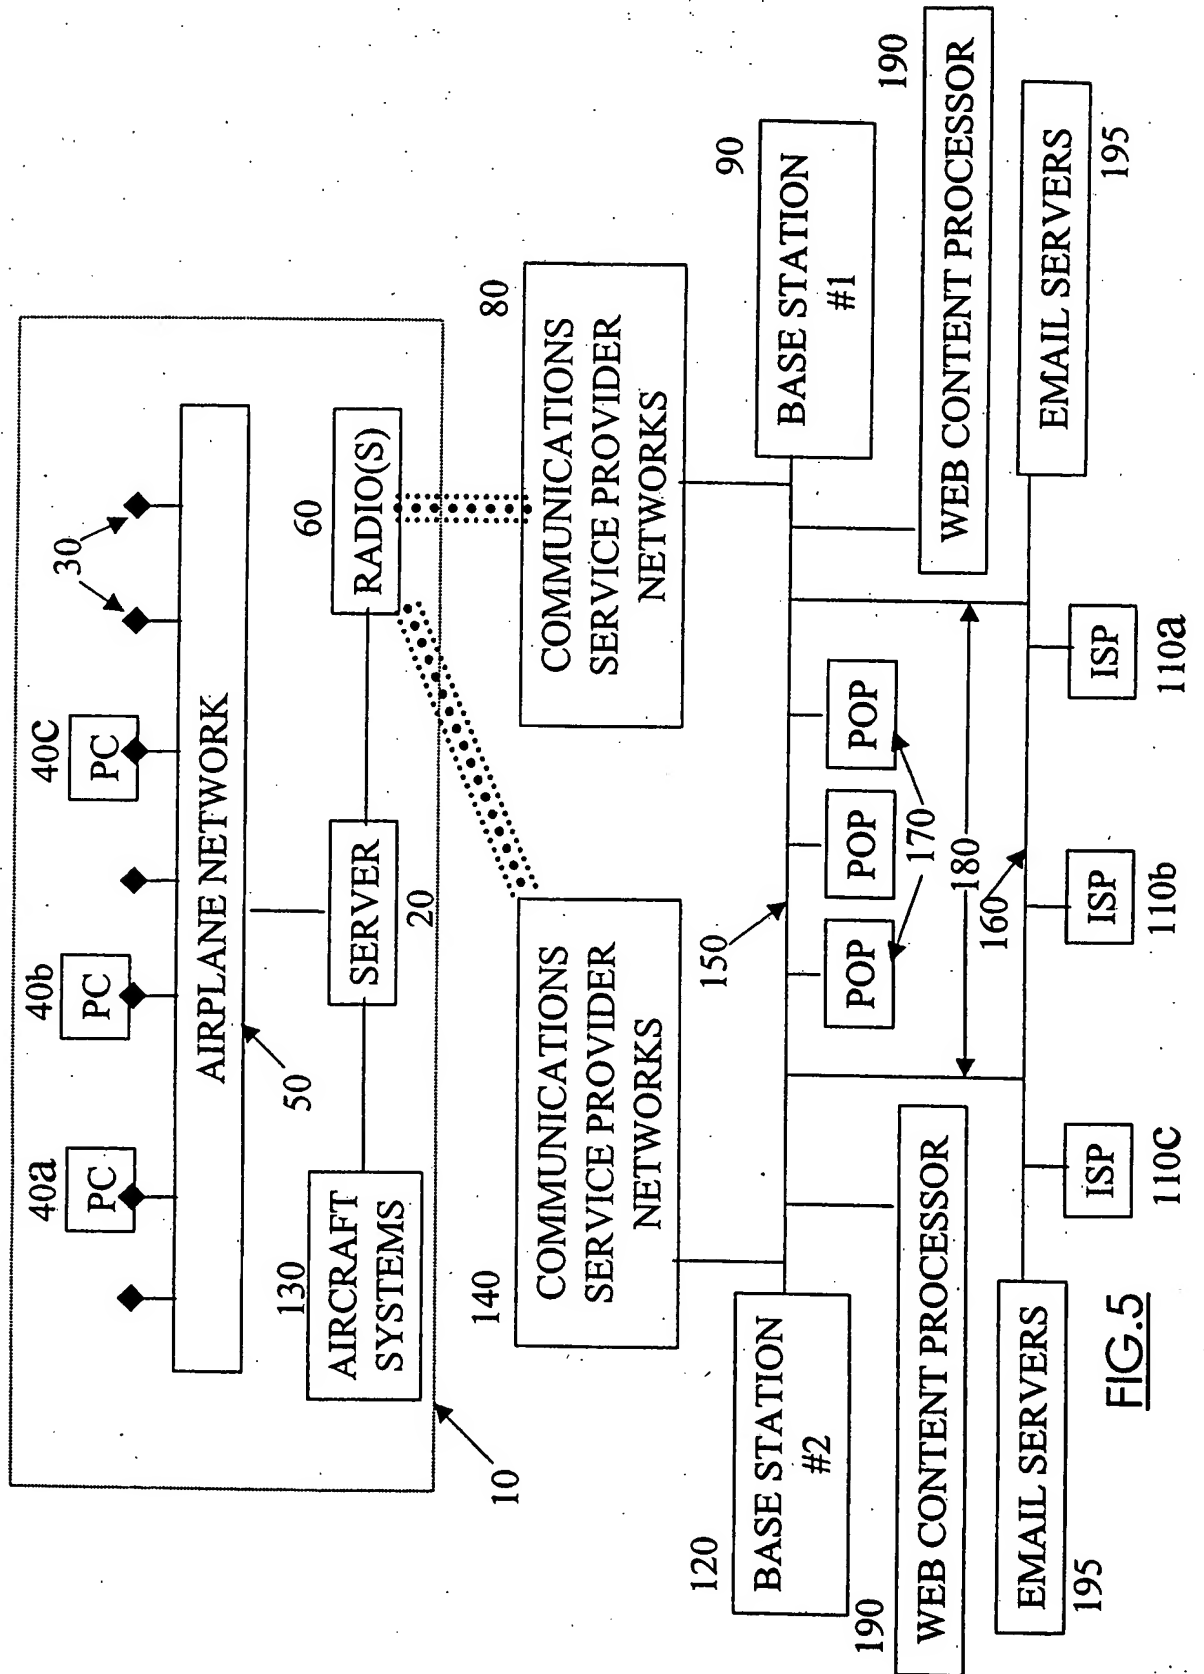 30
40a
40b
40c
PC
PC
PC
AIRPLANE NETWORK
50
130
60
AIRCRAFT
SYSTEMS
SERVER
RADIO(S)
20
10
140
80
COMMUNICATIONS
SERVICE PROVIDER
NETWORKS
COMMUNICATIONS
SERVICE PROVIDER
NETWORKS
120
150
90
BASE STATION
#2
BASE STATION
#1
POP
POP
POP
170
190
190
WEB CONTENT PROCESSOR
WEB CONTENT PROCESSOR
180
160
EMAIL SERVERS
EMAIL SERVERS
195
195
ISP
ISP
ISP
110c
110b
110a
FIG.5